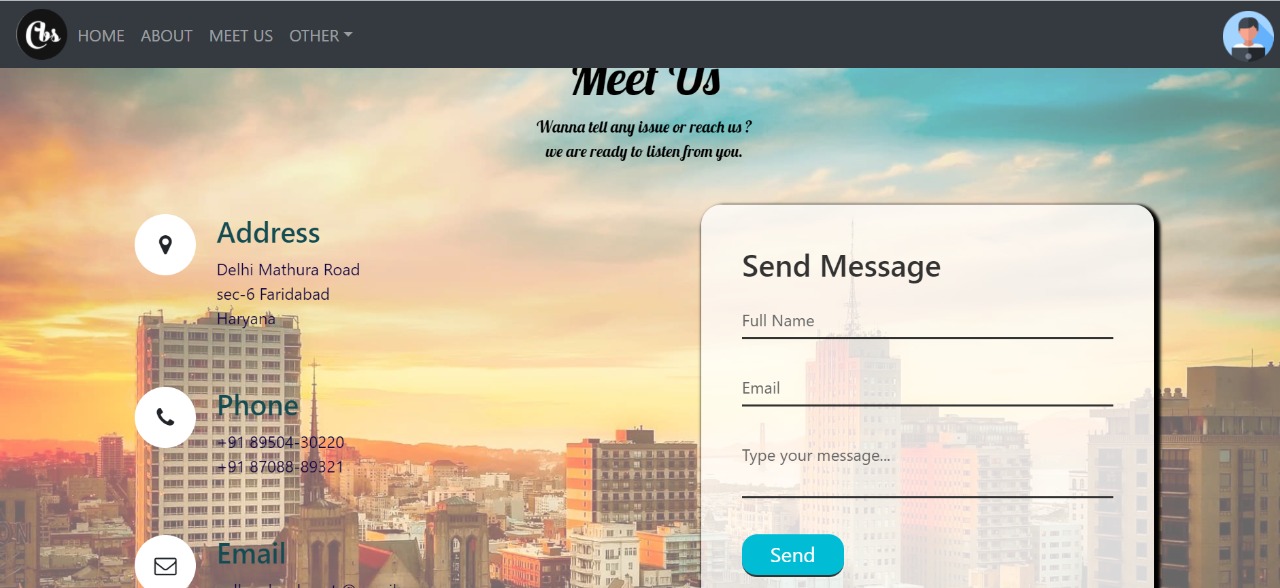 Cbs
HOME ABOUT MEET US OTHER
Meet Us
Wanna tell any issue or reach us ?
we are ready to listen from you.
Address
Delhi Mathura Road
sec-6 Faridabad
Haryana
Phone
+91 89504-30220
+91 87088-89321
Email
Send Message
Full Name
Email
Type your message...
Send